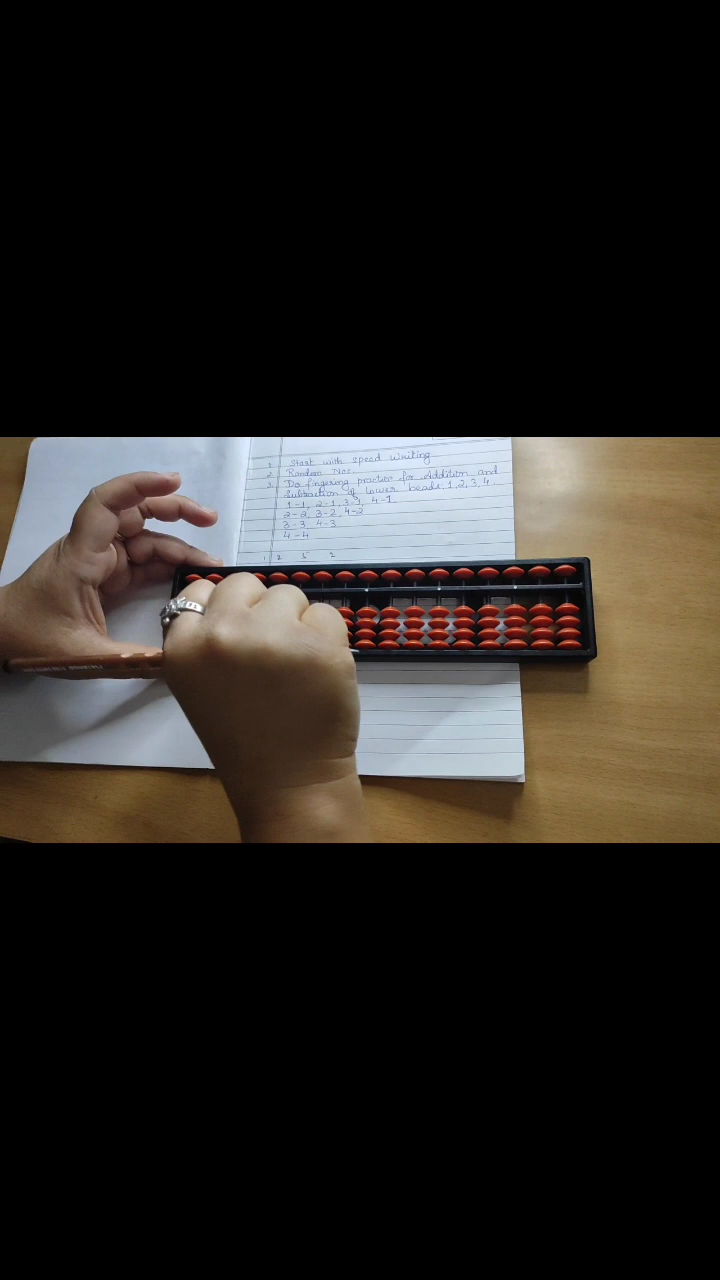 1. Start with speed writing
2. Random Nos.
3. Do fingering practice for Addition and
Subtraction of lower beads, 1, 2, 3, 4
1-1, 2-1, 3-1, 4-1
2-2, 3-2, 4-2
3-3, 4-3
4-4